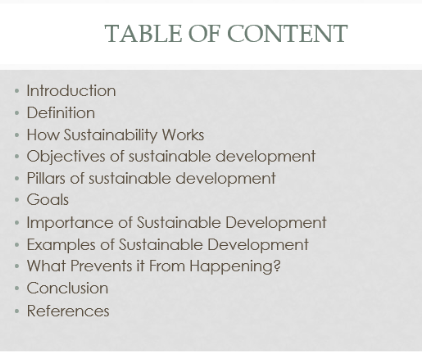 TABLE OF CONTENT
• Introduction
• Definition
• How Sustainability Works
• Objectives of sustainable development
• Pillars of sustainable development
• Goals
• Importance of Sustainable Development
• Examples of Sustainable Development
• What Prevents it From Happening?
• Conclusion
• References